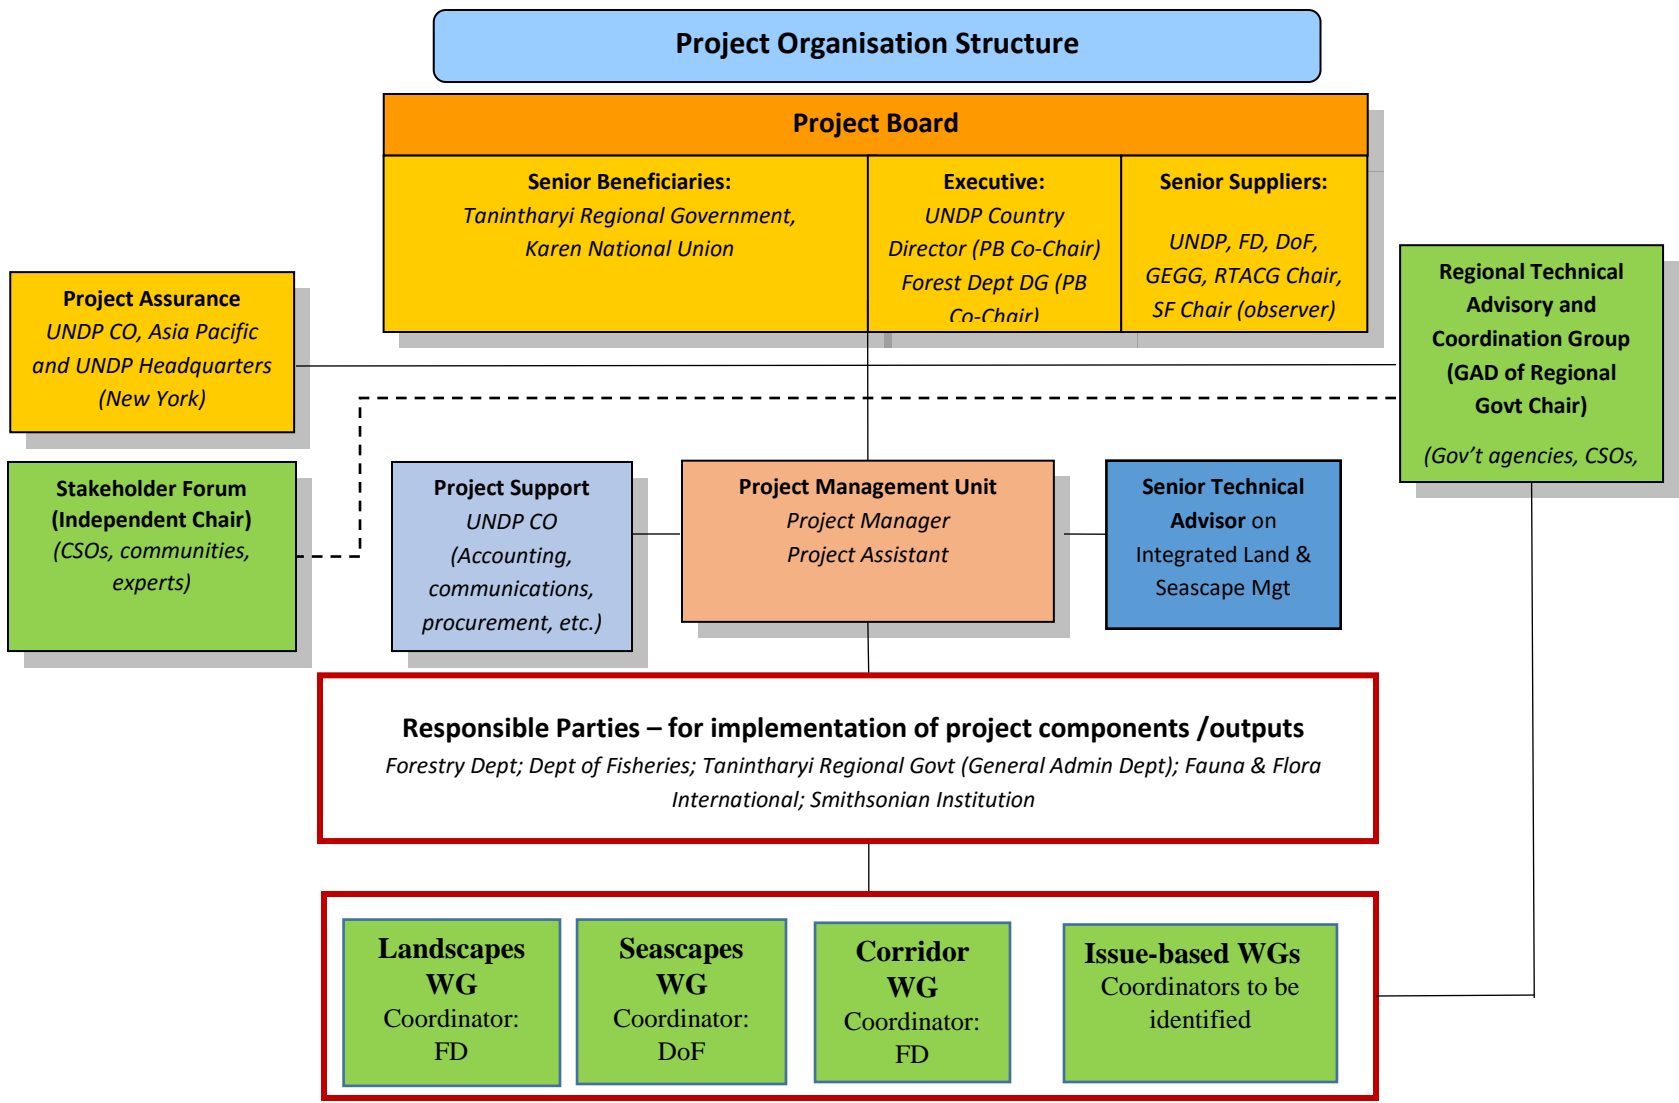 Project Organisation Structure
Project Board
Senior Beneficiaries:
Tanintharyi Regional Government,
Karen National Union
Executive:
UNDP Country
Director (PB Co-Chair)
Forest Dept DG (PB
Co-Chair)
Senior Suppliers:
UNDP, FD, DoF,
GEGG, RTACG Chair,
SF Chair (observer)
Project Assurance
UNDP CO, Asia Pacific
and UNDP Headquarters
(New York)
Regional Technical
Advisory and
Coordination Group
(GAD of Regional
Govt Chair)
(Gov't agencies, CSOs,
Stakeholder Forum
(Independent Chair)
(CSOs, communities,
experts)
Project Support
UNDP CO
(Accounting,
communications,
procurement, etc.)
Project Management Unit
Project Manager
Project Assistant
Senior Technical
Advisor on
Integrated Land &
Seascape Mgt
Responsible Parties – for implementation of project components /outputs
Forestry Dept; Dept of Fisheries; Tanintharyi Regional Govt (General Admin Dept); Fauna & Flora
International; Smithsonian Institution
Landscapes
WG
Coordinator:
FD
Seascapes
WG
Coordinator:
DoF
Corridor
WG
Coordinator:
FD
Issue-based WGs
Coordinators to be
identified